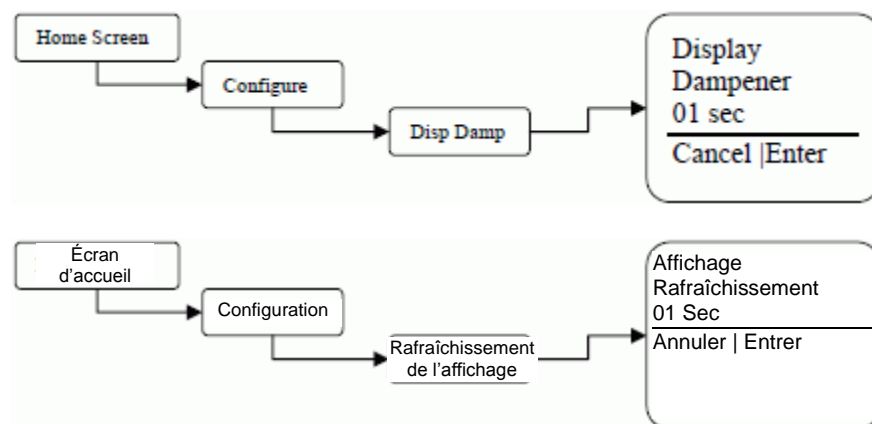 Home Screen
Configure
Disp Damp
Display
Dampener
01 sec
Cancel |Enter
Écran
d'accueil
Configuration
Rafraîchissement
de l'affichage
Affichage
Rafraîchissement
01 Sec
Annuler | Entrer